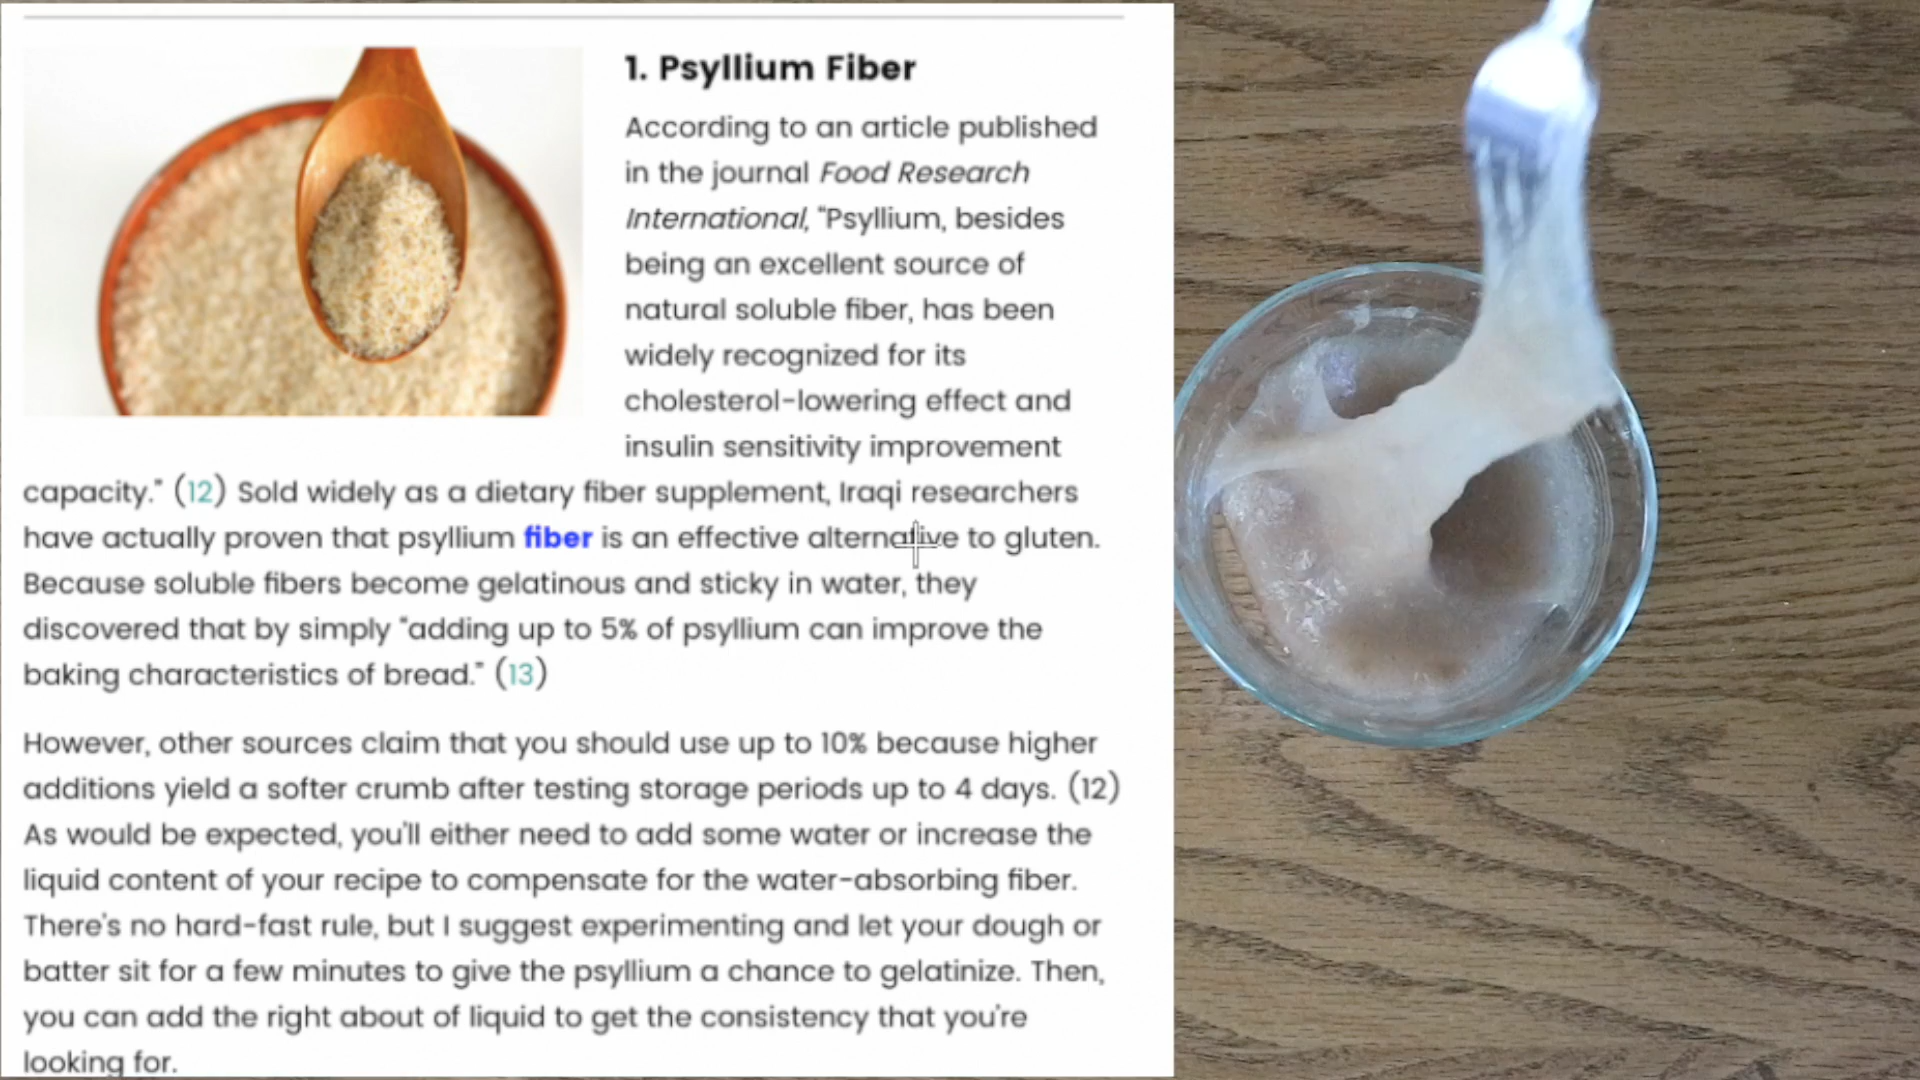 1. Psyllium Fiber
According to an article published
in the journal Food Research
International, "Psyllium, besides
being an excellent source of
natural soluble fiber, has been
widely recognized for its
cholesterol-lowering effect and
insulin sensitivity improvement
capacity." (12) Sold widely as a dietary fiber supplement, Iraqi researchers
have actually proven that psyllium fiber is an effective alternative to gluten.
Because soluble fibers become gelatinous and sticky in water, they
discovered that by simply "adding up to 5% of psyllium can improve the
baking characteristics of bread." (13)
However, other sources claim that you should use up to 10% because higher
additions yield a softer crumb after testing storage periods up to 4 days. (12)
As would be expected, you'll either need to add some water or increase the
liquid content of your recipe to compensate for the water-absorbing fiber.
There's no hard-fast rule, but I suggest experimenting and let your dough or
batter sit for a few minutes to give the psyllium a chance to gelatinize. Then,
you can add the right about of liquid to get the consistency that you're
looking for.